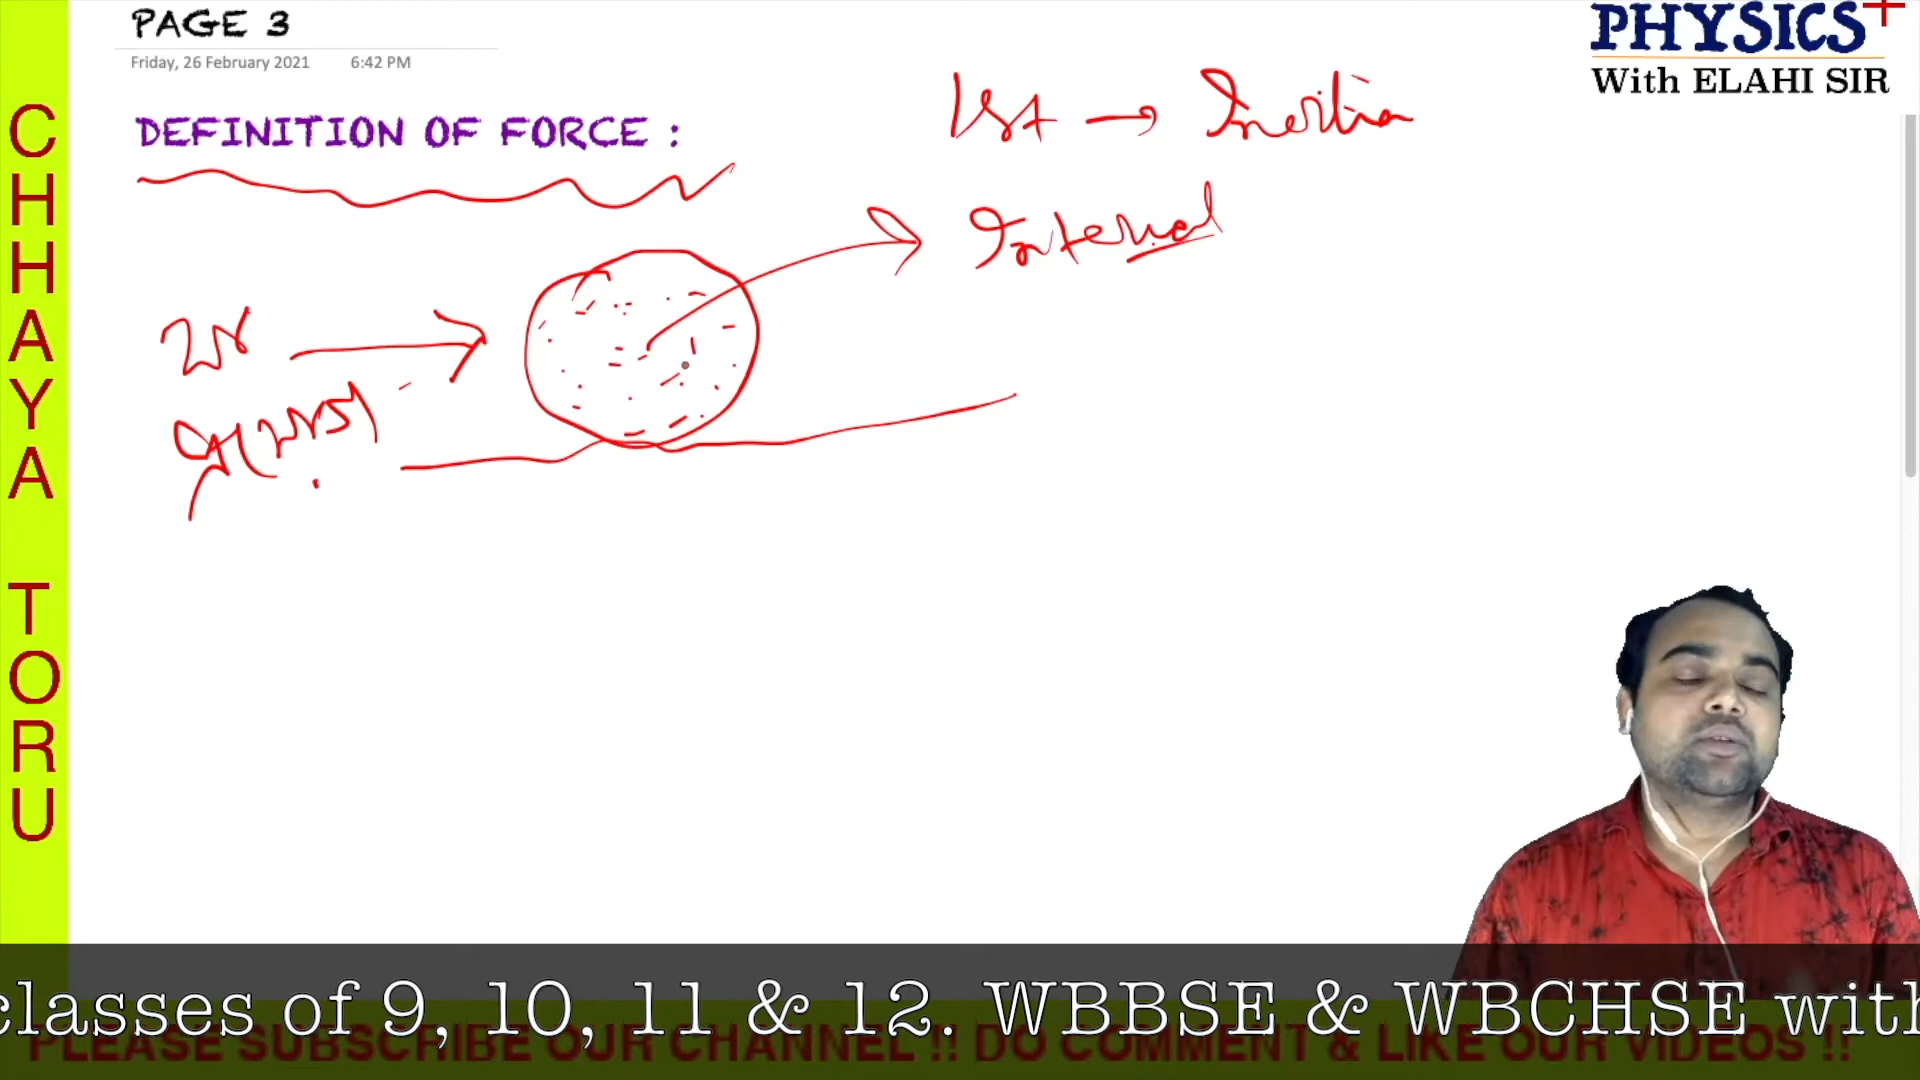 PAGE 3
Friday, 26 February 2021 6:42 PM
PHYSICS+
With ELAHI SIR
DEFINITION OF FORCE :
1st → Inertia
Internal
CHHAYA TORU
classes of 9, 10, 11 & 12. WBBSE & WBCHSE with
PLEASE SUBSCRIBE OUR CHANNEL !! DO COMMENT & LIKE OUR VIDEOS !!